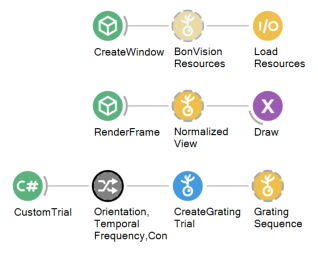 I/O
CreateWindow
BonVision
Resources
Load
Resources
X
RenderFrame
Normalized
View
Draw
C#
CustomTrial
Orientation,
Temporal
Frequency,Con
CreateGrating
Trial
Grating
Sequence